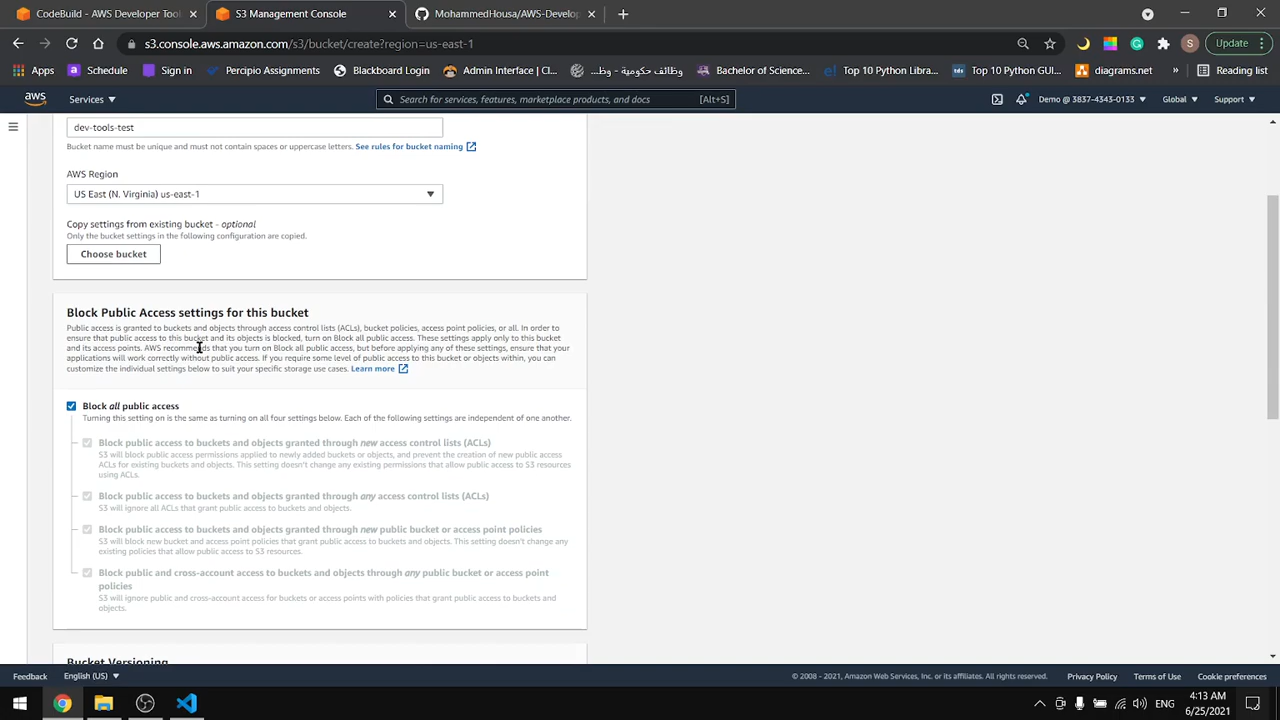 Code Tools - Demo
S3 Management Console
AWS-Develop
s3.console.aws.amazon.com/s3/bucket/create?region=us-east-1
S
Update
Apps
Schedule
Sign in
Perciobits Timesheet
Blackboard Login
Admin Interface | Cl...
وظائف وهمية - وظ...
Bachelor of Science...
Top 10 Python Librar...
Top 10 Python Libra...
diagrams.net
Reading list
aws
Services
Search for services, features, marketplace products, and docs
[Alt+S]
Demo @ 3837-4343-0133
Global
Support
dev-tools-test
Bucket name must be unique and must not contain spaces or uppercase letters. See rules for bucket naming
AWS Region
US East (N. Virginia) us-east-1
Copy settings from existing bucket - optional
Only the bucket settings in the following configuration are copied.
Choose bucket
Block Public Access settings for this bucket
Public access is granted to buckets and objects through access control lists (ACLs), bucket policies, access point policies, or all. In order to
ensure that public access to this bucket and its objects is blocked, turn on Block all public access. These settings apply only to this bucket
and its access points. AWS recommends that you turn on Block all public access, but before applying any of these settings, ensure that your
applications will work correctly without public access. If you require some level of public access to this bucket or objects within, you can
customize the individual settings below to suit your specific storage use cases. Learn more
Block all public access
Turning this setting on is the same as turning on all four settings below. Each of the following settings are independent of one another.
Block public access to buckets and objects granted through new access control lists (ACLs)
S3 will block public access permissions applied to newly added buckets or objects, and prevent the creation of new public access
ACLs for existing buckets and objects. This setting doesn't change any existing permissions that allow public access to S3 resources
using ACLs.
Block public access to buckets and objects granted through any access control lists (ACLs)
S3 will ignore all ACLs that grant public access to buckets and objects.
Block public access to buckets and objects granted through new public bucket or access point policies
S3 will block new bucket and access point policies that grant public access to buckets and objects. This setting doesn't change any
existing policies that allow public access to S3 resources.
Block public and cross-account access to buckets and objects through any public bucket or access point
policies
S3 will ignore public and cross-account access for buckets or access points with policies that grant public access to buckets and
objects.
Bucket Versioning
Feedback
English (US)
© 2008 - 2021, Amazon Web Services, Inc. or its affiliates. All rights reserved.
Privacy Policy
Terms of Use
Cookie preferences
ENG
4:13 AM
6/25/2021